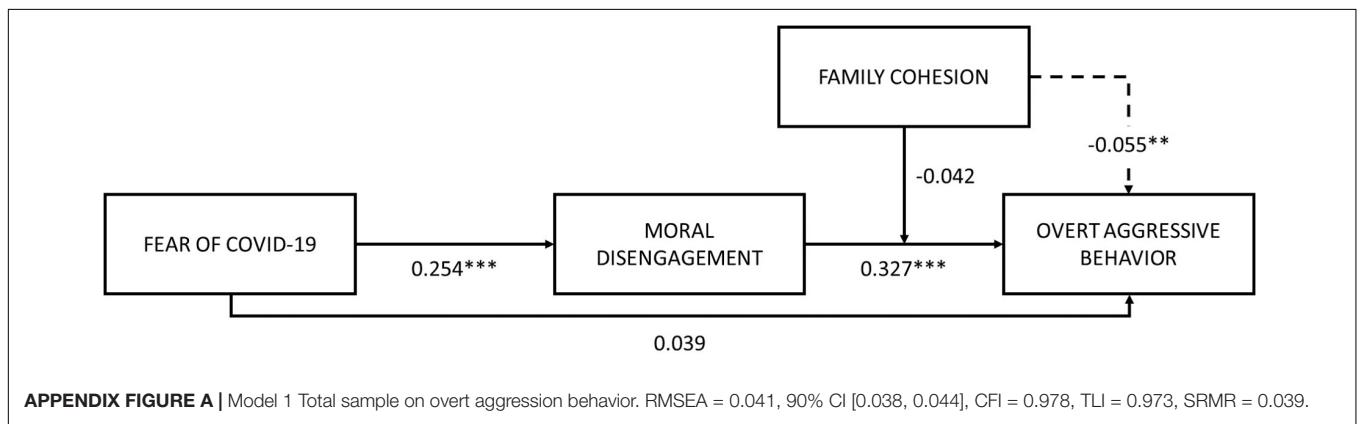 FAMILY COHESION
-0.055**
-0.042
FEAR OF COVID-19
MORAL
DISENGAGEMENT
OVERT AGGRESSIVE
BEHAVIOR
0.254***
0.327***
0.039
APPENDIX FIGURE A | Model 1 Total sample on overt aggression behavior. RMSEA = 0.041, 90% CI [0.038, 0.044], CFI = 0.978, TLI = 0.973, SRMR = 0.039.